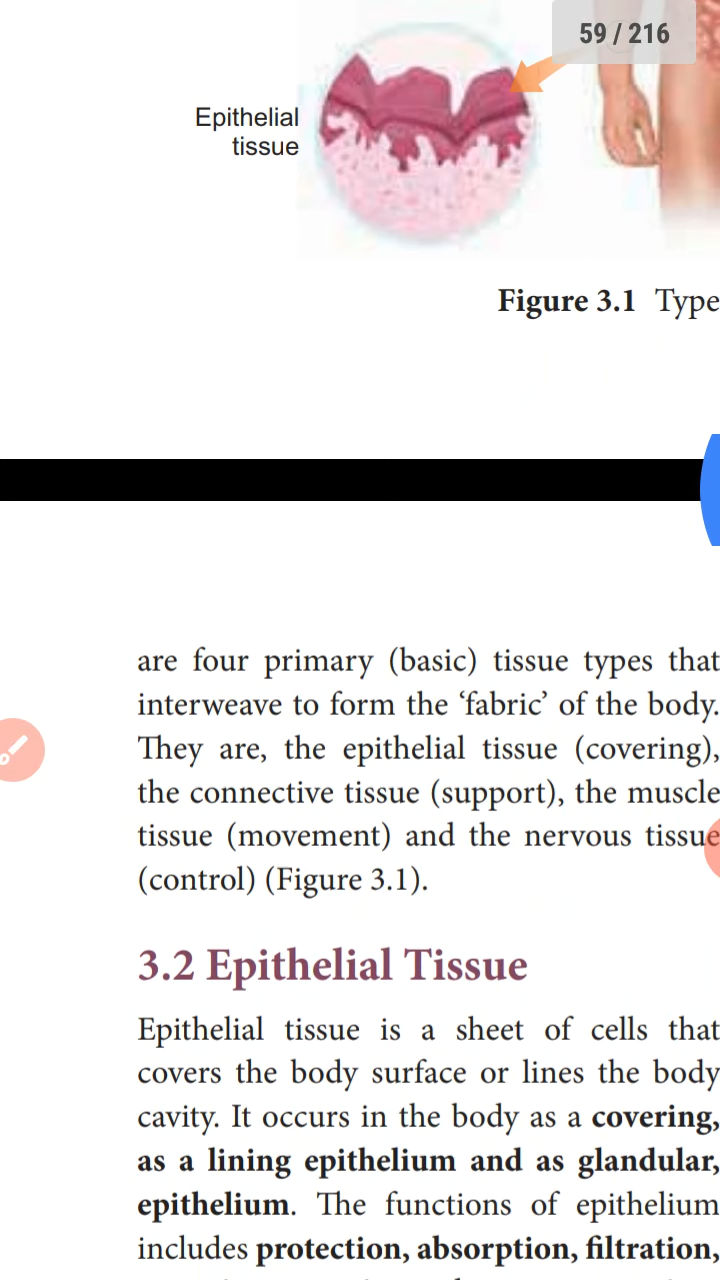 59 / 216
Epithelial
tissue
Figure 3.1 Type
are four primary (basic) tissue types that
interweave to form the ‘fabric’ of the body.
They are, the epithelial tissue (covering),
the connective tissue (support), the muscle
tissue (movement) and the nervous tissue
(control) (Figure 3.1).
3.2 Epithelial Tissue
Epithelial tissue is a sheet of cells that
covers the body surface or lines the body
cavity. It occurs in the body as a covering,
as a lining epithelium and as glandular,
epithelium. The functions of epithelium
includes protection, absorption, filtration,